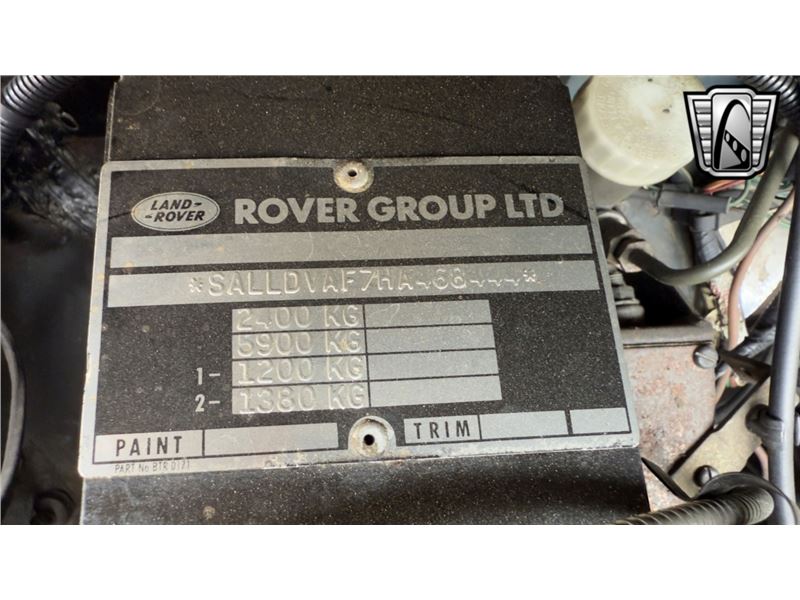 LAND-
-ROVER
ROVER GROUP LTD
*SALLDVAF7HA468444*
2400 KG
5900 KG
1- 1200 KG
2- 1380 KG
PAINT
TRIM
PART No BTR 0171